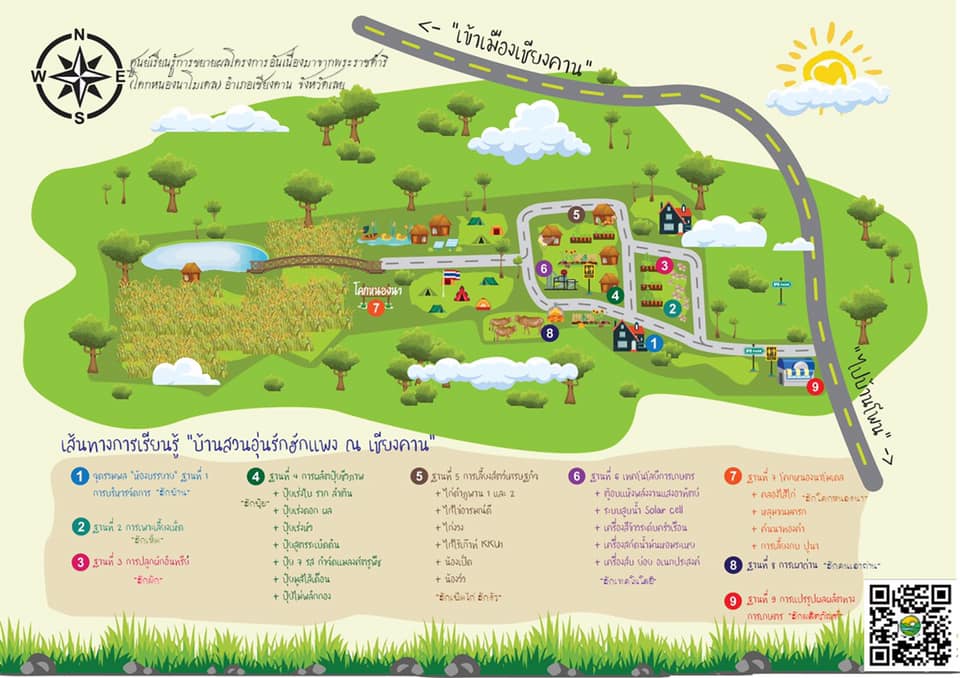 N
W E
S
ศูนย์เรียนรู้การขยายผลโครงการอันเนื่องมาจากพระราชดำริ
(โคกหนองนาโมเดล) อำเภอเชียงคาน จังหวัดเลย
<- "เข้าเมืองเชียงคาน"
"ไปบ้านโพน" ->
โคกหนองนา
5
3
6
4
2
7
8
1
9
เส้นทางการเรียนรู้ "บ้านสวนอุ่นรักฮักแพง ณ เชียงคาน"
1 จุดรวมพล "ห้องบรรยาย" ฐานที่ 1
การบริหารจัดการ "ฮักบ้าน"
2 ฐานที่ 2 การเพาะเลี้ยงเห็ด
"ฮักเห็ด"
3 ฐานที่ 3 การปลูกผักอินทรีย์
"ฮักผัก"
4 ฐานที่ 4 การผลิตปุ๋ยชีวภาพ
"ฮักปุ๋ย"
+ ปุ๋ยเร่งใบ ราก ลำต้น
+ ปุ๋ยเร่งดอก ผล
+ ปุ๋ยเร่งหัว
+ ปุ๋ยสูตรระเบิดดิน
+ ปุ๋ย 7 รส กำจัดแมลงศัตรูพืช
+ ปุ๋ยมูลไส้เดือน
+ ปุ๋ยไม่พลิกกอง
5 ฐานที่ 5 การเลี้ยงสัตว์เศรษฐกิจ
+ ไก่ดำภูพาน 1 และ 2
+ ไก่ไข่อารมณ์ดี
+ ไก่งวง
+ ไก่ไร้เก๊าท์ KKU1
+ น้องเป็ด
+ น้องวัว
"ฮักเป็ดไก่ ฮักวัว"
6 ฐานที่ 6 เทคโนโลยีการเกษตร
+ ตู้อบแห้งพลังงานแสงอาทิตย์
+ ระบบสูบน้ำ Solar cell
+ เครื่องสีข้าวระดับครัวเรือน
+ เครื่องสกัดน้ำมันหอมระเหย
+ เครื่องสับ ย่อย อเนกประสงค์
"ฮักเทคโนโลยี"
7 ฐานที่ 7 โคกหนองนาโมเดล
+ คลองไส้ไก่ "ฮักโคกหนองนา"
+ หลุมขนมครก
+ คันนาทองคำ
+ การเลี้ยงกบ ปูนา
8 ฐานที่ 8 การเผาถ่าน "ฮักคนเอาถ่าน"
9 ฐานที่ 9 การแปรรูปผลผลิตทาง
การเกษตร "ฮักผลิตภัณฑ์"